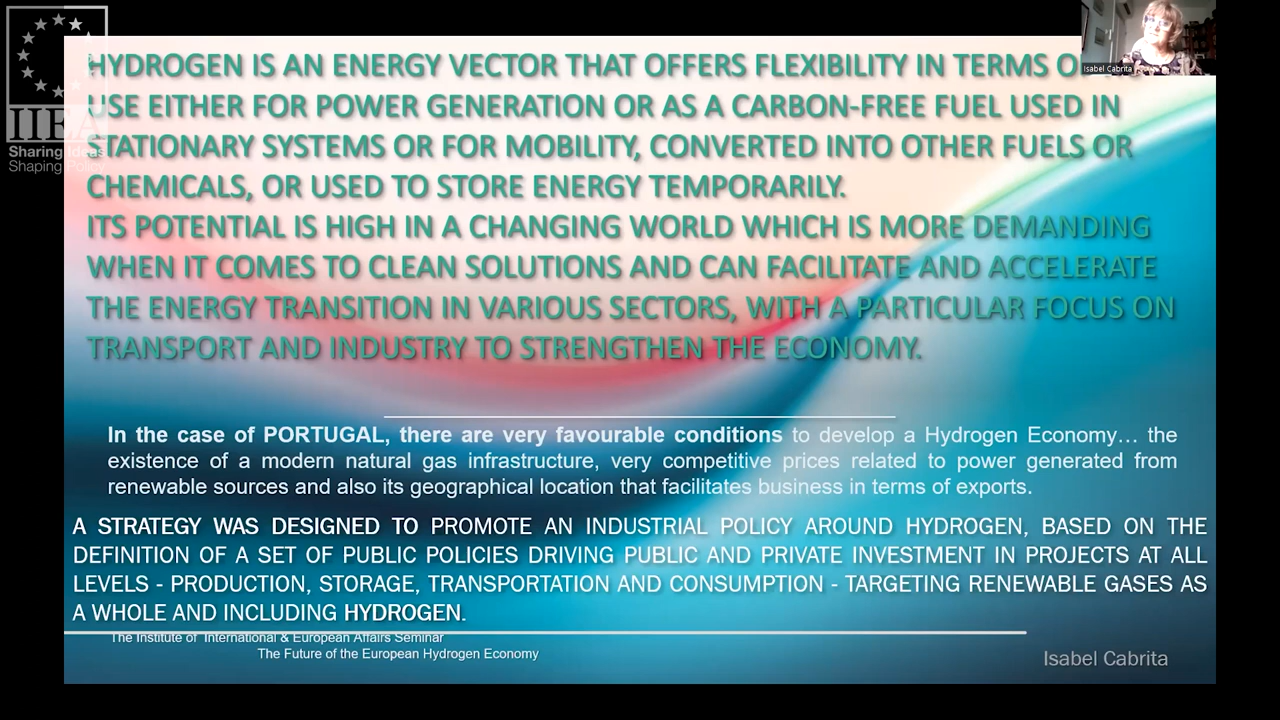 HYDROGEN IS AN ENERGY VECTOR THAT OFFERS FLEXIBILITY IN TERMS
USE EITHER FOR POWER GENERATION OR AS A CARBON-FREE FUEL USED IN
STATIONARY SYSTEMS OR FOR MOBILITY, CONVERTED INTO OTHER FUELS OR
CHEMICALS, OR USED TO STORE ENERGY TEMPORARILY.
ITS POTENTIAL IS HIGH IN A CHANGING WORLD WHICH IS MORE DEMANDING
WHEN IT COMES TO CLEAN SOLUTIONS AND CAN FACILITATE AND ACCELERATE
THE ENERGY TRANSITION IN VARIOUS SECTORS, WITH A PARTICULAR FOCUS ON
TRANSPORT AND INDUSTRY TO STRENGTHEN THE ECONOMY.
IIEA
Sharing Ideas
Shaping Policy
Isabel Cabrita
In the case of PORTUGAL, there are very favourable conditions to develop a Hydrogen Economy… the
existence of a modern natural gas infrastructure, very competitive prices related to power generated from
renewable sources and also its geographical location that facilitates business in terms of exports.
A STRATEGY WAS DESIGNED TO PROMOTE AN INDUSTRIAL POLICY AROUND HYDROGEN, BASED ON THE
DEFINITION OF A SET OF PUBLIC POLICIES DRIVING PUBLIC AND PRIVATE INVESTMENT IN PROJECTS AT ALL
LEVELS - PRODUCTION, STORAGE, TRANSPORTATION AND CONSUMPTION - TARGETING RENEWABLE GASES AS
A WHOLE AND INCLUDING HYDROGEN.
The Institute of International & European Affairs Seminar
The Future of the European Hydrogen Economy
Isabel Cabrita